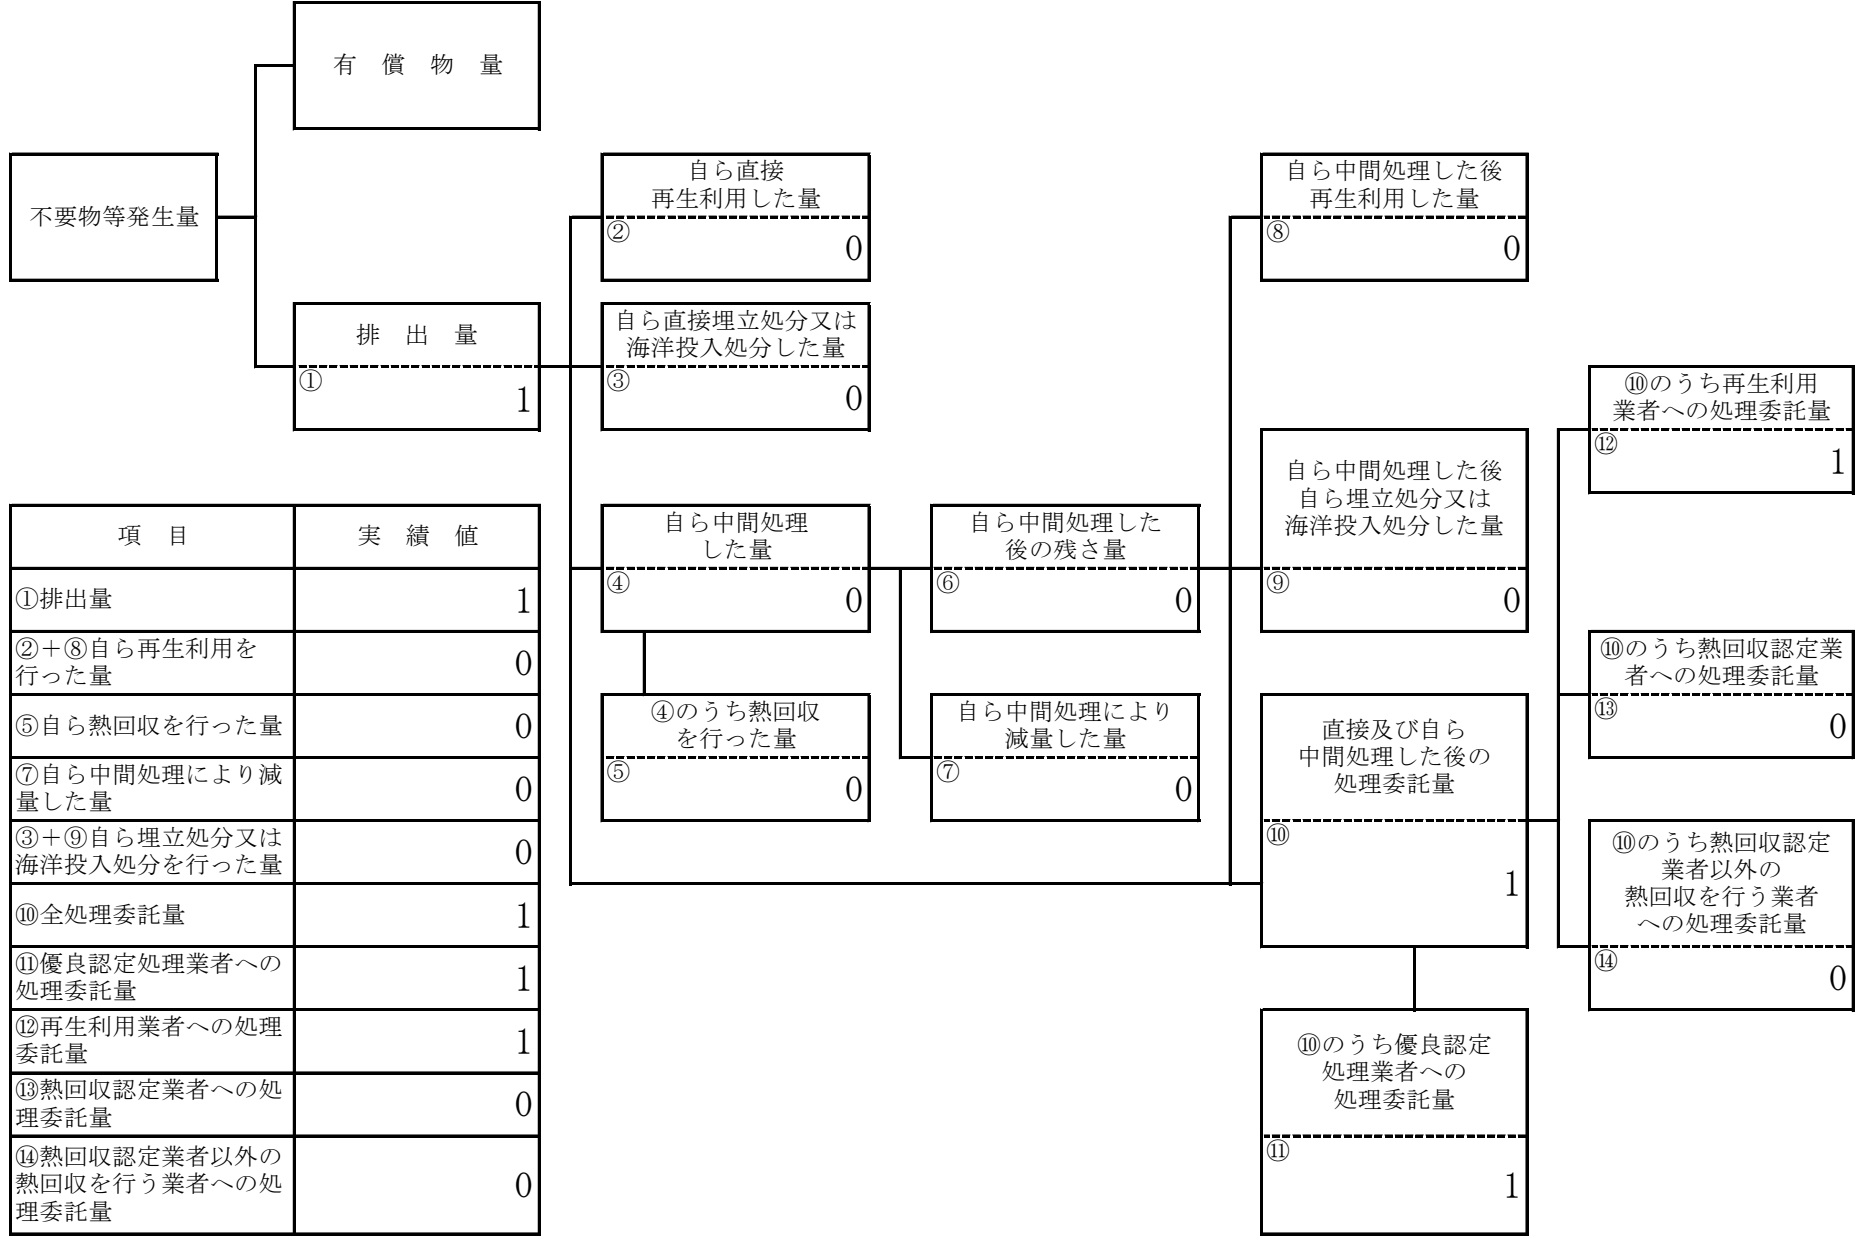 有 償 物 量
不要物等発生量
排 出 量
①
1
自ら直接
再生利用した量
②
0
自ら直接埋立処分又は
海洋投入処分した量
③
0
自ら中間処理
した量
④
0
④のうち熱回収
を行った量
⑤
0
自ら中間処理した
後の残さ量
⑥
0
自ら中間処理により
減量した量
⑦
0
自ら中間処理した後
再生利用した量
⑧
0
自ら中間処理した後
自ら埋立処分又は
海洋投入処分した量
⑨
0
直接及び自ら
中間処理した後の
処理委託量
⑩
1
⑩のうち優良認定
処理業者への
処理委託量
⑪
1
⑩のうち再生利用
業者への処理委託量
⑫
1
⑩のうち熱回収認定業
者への処理委託量
⑬
0
⑩のうち熱回収認定
業者以外の
熱回収を行う業者
への処理委託量
⑭
0
項 目 実 績 値
①排出量 1
②＋⑧自ら再生利用を
行った量 0
⑤自ら熱回収を行った量 0
⑦自ら中間処理により減
量した量 0
③＋⑨自ら埋立処分又は
海洋投入処分を行った量 0
⑩全処理委託量 1
⑪優良認定処理業者への
処理委託量 1
⑫再生利用業者への処理
委託量 1
⑬熱回収認定業者への処
理委託量 0
⑭熱回収認定業者以外の
熱回収を行う業者への処
理委託量 0